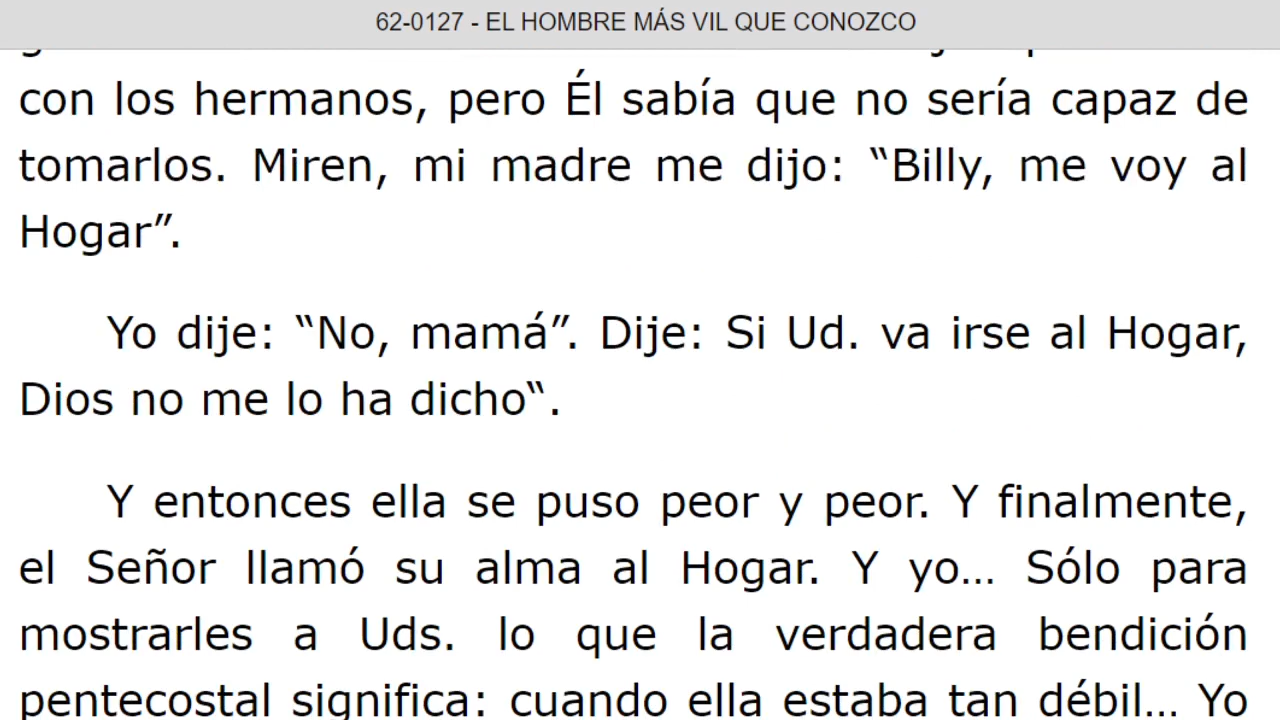 62-0127 - EL HOMBRE MÁS VIL QUE CONOZCO
con los hermanos, pero Él sabía que no sería capaz de
tomarlos. Miren, mi madre me dijo: “Billy, me voy al
Hogar”.
Yo dije: “No, mamá”. Dije: Si Ud. va irse al Hogar,
Dios no me lo ha dicho“.
Y entonces ella se puso peor y peor. Y finalmente,
el Señor llamó su alma al Hogar. Y yo… Sólo para
mostrarles a Uds. lo que la verdadera bendición
pentecostal significa: cuando ella estaba tan débil… Yo